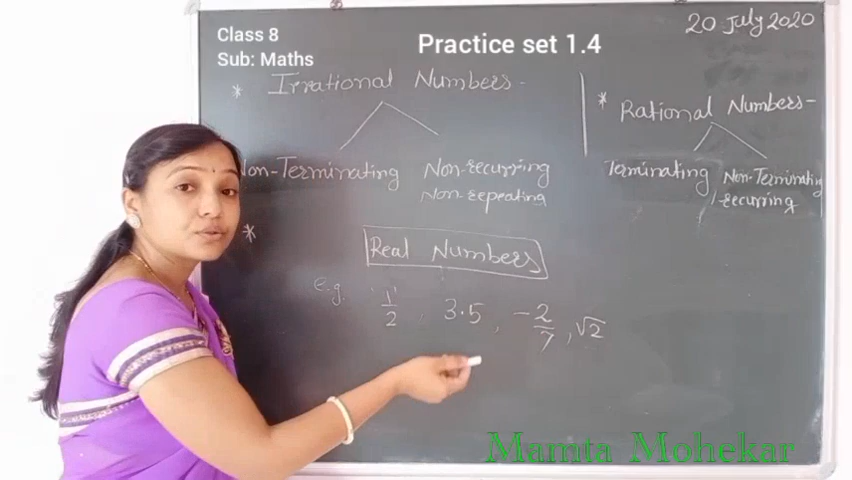 20 July 2020
Class 8
Sub: Maths
Practice set 1.4
* Irrational Numbers-
Non-Terminating Non-recurring
Non-repeating
* Rational Numbers-
Terminating Non-Terminating
recurring
*
Real Numbers
e.g. 1/2, 3.5, -2/7, √2
Mamta Mohekar